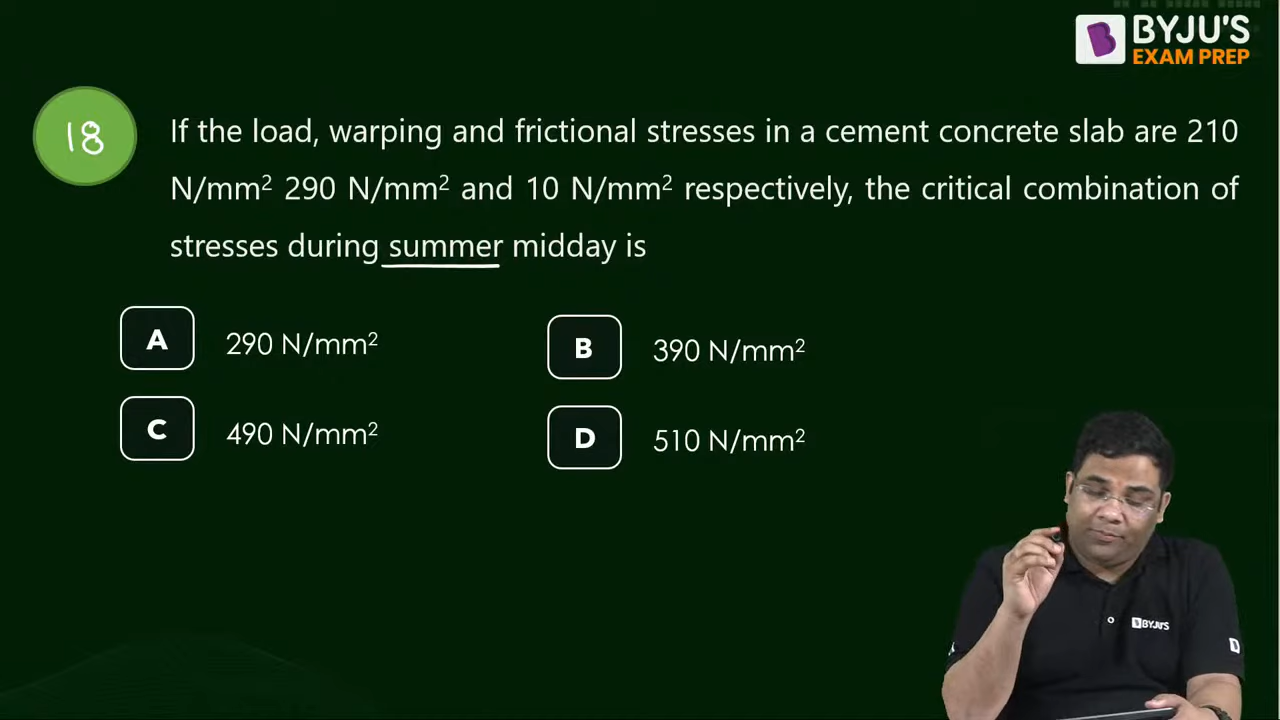 BYJU'S
EXAM PREP
18
If the load, warping and frictional stresses in a cement concrete slab are 210
N/mm² 290 N/mm² and 10 N/mm² respectively, the critical combination of
stresses during summer midday is
A 290 N/mm²
B 390 N/mm²
C 490 N/mm²
D 510 N/mm²
BYJU'S